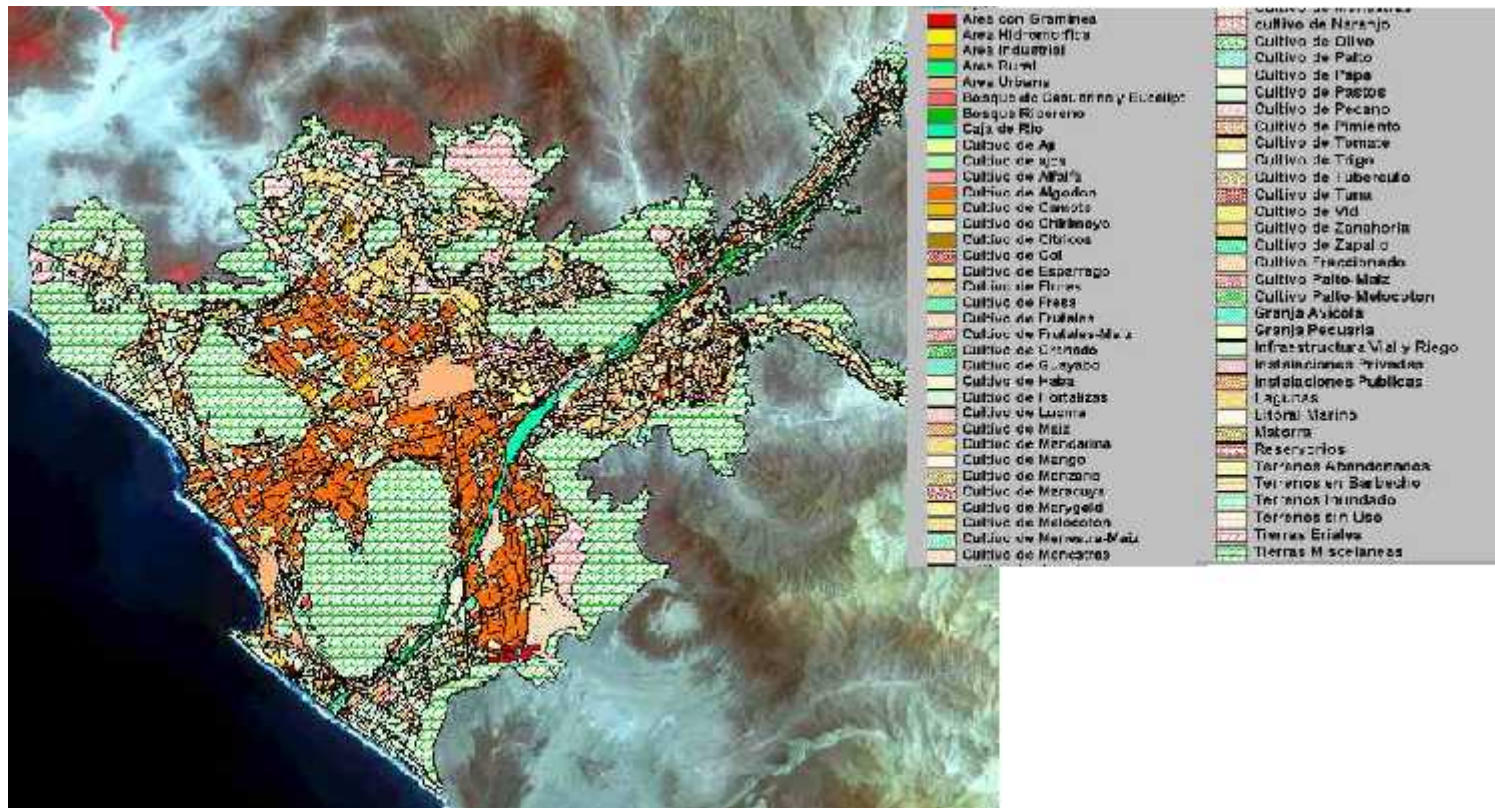 Area con Graminea
Area Hidromorfica
Area Industrial
Area Rural
Area Urbana
Bosque de Casuarina y Eucalipt
Bosque Ribereno
Caja de Rio
Cultivo de Aji
Cultivo de ajos
Cultivo de Alfalfa
Cultivo de Algodon
Cultivo de Camote
Cultivo de Chirimoyo
Cultivo de Citricos
Cultivo de Col
Cultivo de Esparrago
Cultivo de Flores
Cultivo de Fresa
Cultivo de Frutales
Cultivo de Frutales-Maiz
Cultivo de Granado
Cultivo de Guayabo
Cultivo de Haba
Cultivo de Hortalizas
Cultivo de Lucma
Cultivo de Maiz
Cultivo de Mandarina
Cultivo de Mango
Cultivo de Manzano
Cultivo de Maracuya
Cultivo de Marygold
Cultivo de Melocoton
Cultivo de Menestra-Maiz
Cultivo de Menestras
cultivo de Naranjo
Cultivo de Olivo
Cultivo de Palto
Cultivo de Papa
Cultivo de Pastos
Cultivo de Pecano
Cultivo de Pimiento
Cultivo de Tomate
Cultivo de Trigo
Cultivo de Tuberculo
Cultivo de Tuna
Cultivo de Vid
Cultivo de Zanahoria
Cultivo de Zapallo
Cultivo Fraccionado
Cultivo Palto-Maiz
Cultivo Palto-Melocoton
Granja Avicola
Granja Pecuaria
Infraestructura Vial y Riego
Instalaciones Privadas
Instalaciones Publicas
Lagunas
Litoral Marino
Matorral
Reservorios
Terrenos Abandonados
Terrenos en Barbecho
Terrenos Inundado
Terrenos sin Uso
Tierras Eriales
Tierras Miscelaneas